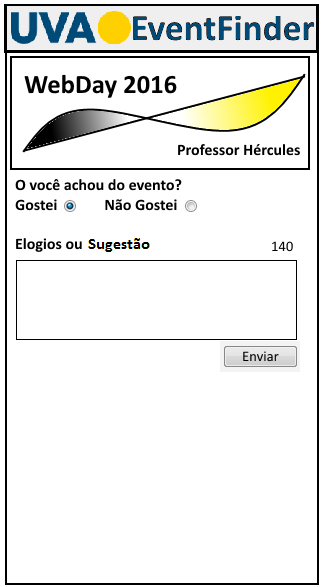 UVA EventFinder
WebDay 2016
Professor Hércules
O você achou do evento?
Gostei Não Gostei
Elogios ou Sugestão 140
Enviar